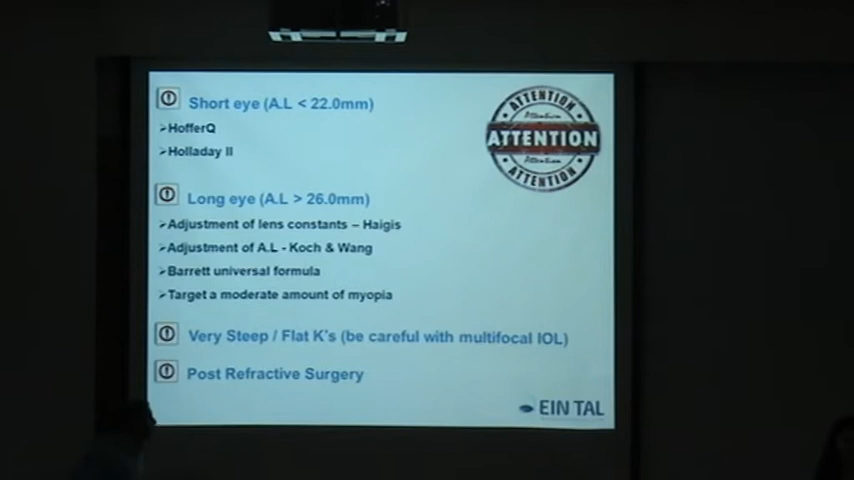 Short eye (A.L < 22.0mm)
➢HofferQ
➢Holladay II
Long eye (A.L > 26.0mm)
➢Adjustment of lens constants – Haigis
➢Adjustment of A.L - Koch & Wang
➢Barrett universal formula
➢Target a moderate amount of myopia
Very Steep / Flat K's (be careful with multifocal IOL)
Post Refractive Surgery
ATTENTION
Attention
ATTENTION
Attention
ATTENTION
EIN TAL